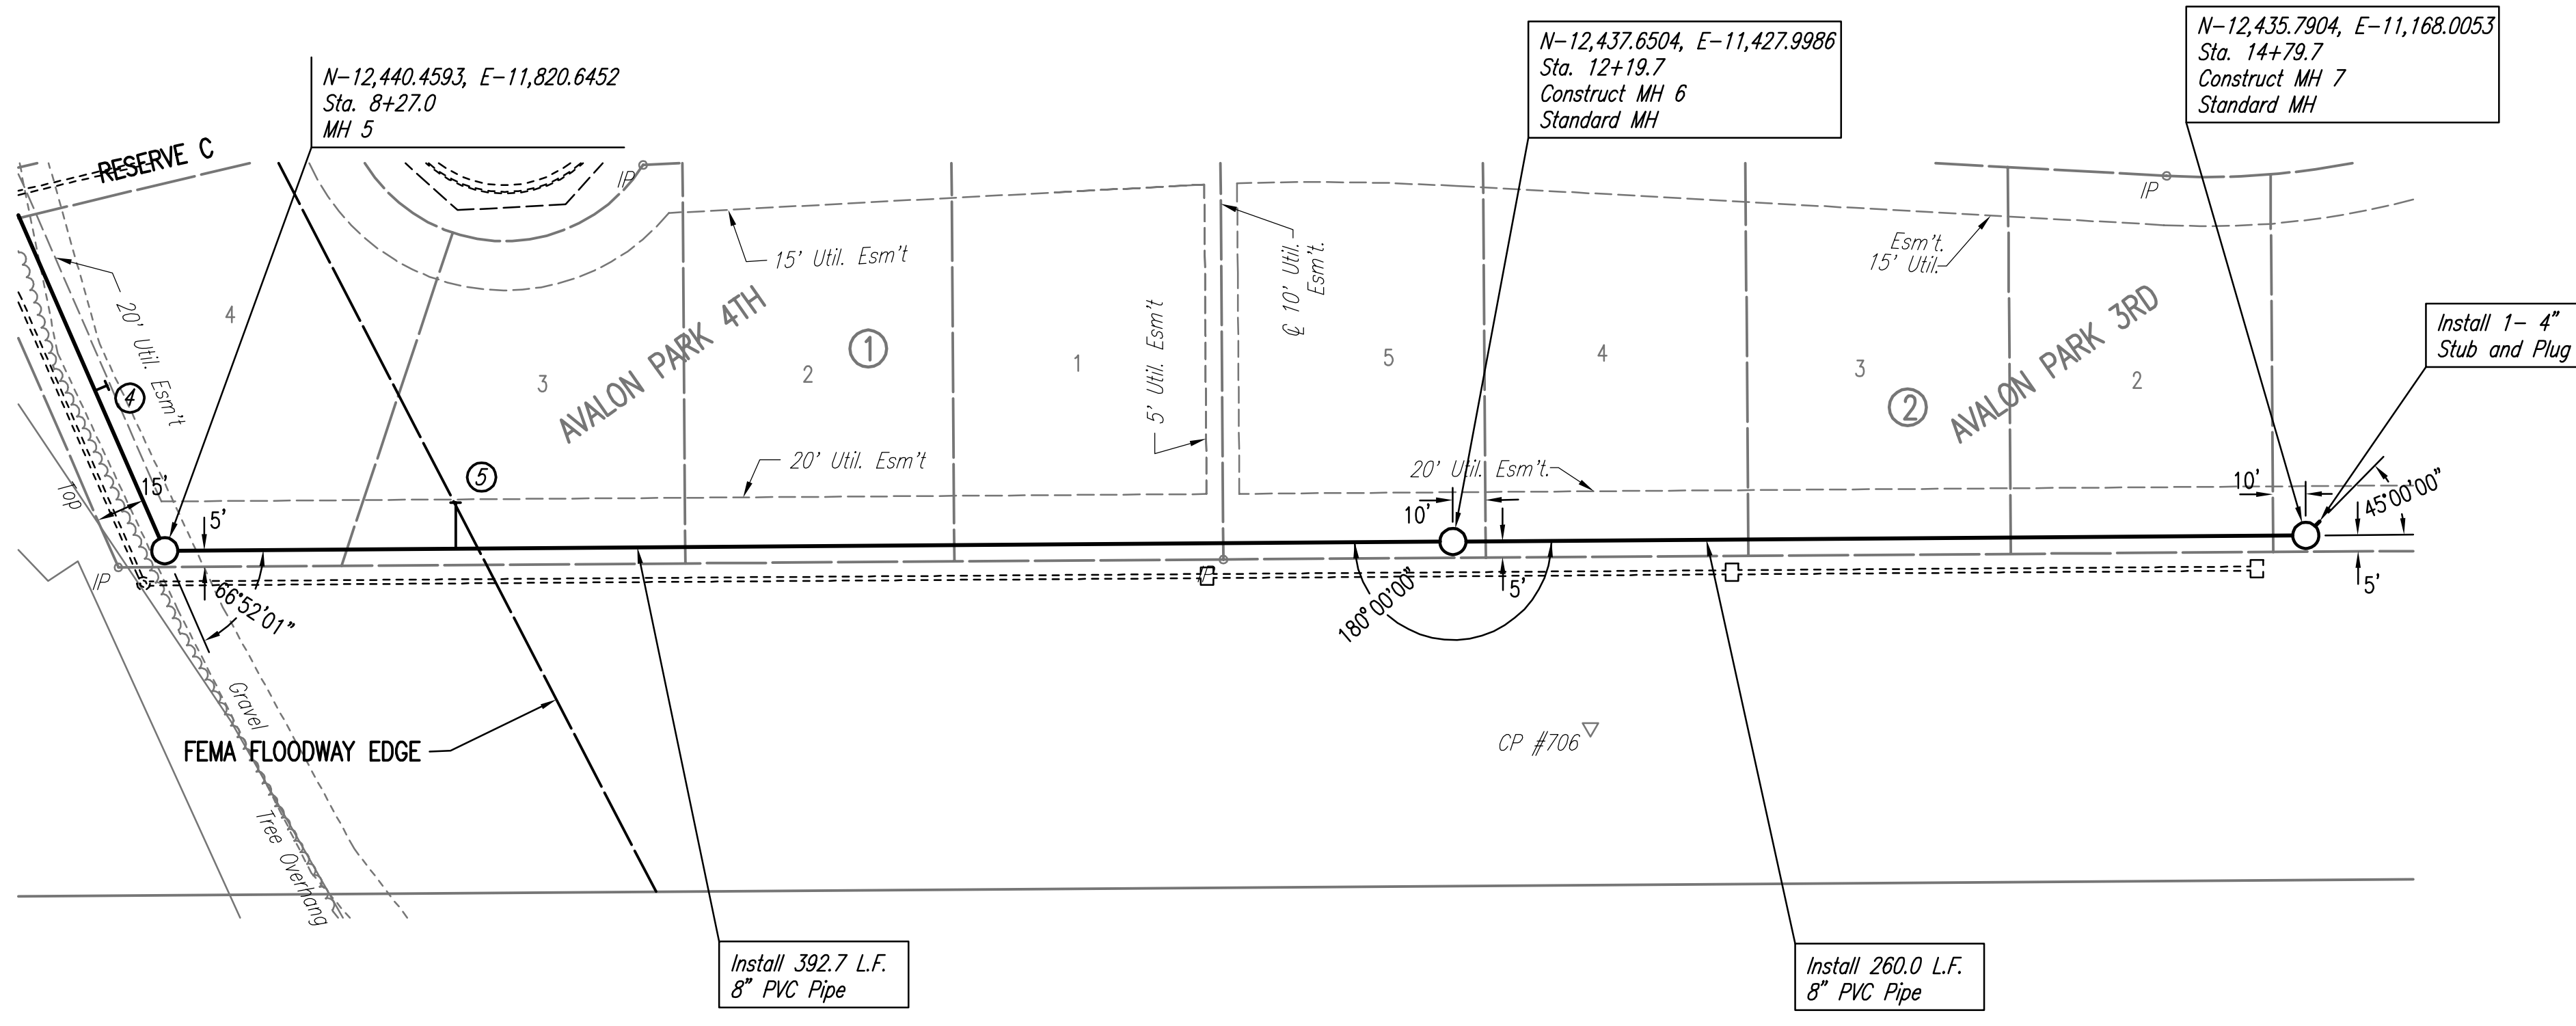 N-12,440.4593, E-11,820.6452
Sta. 8+27.0
MH 5
N-12,437.6504, E-11,427.9986
Sta. 12+19.7
Construct MH 6
Standard MH
N-12,435.7904, E-11,168.0053
Sta. 14+79.7
Construct MH 7
Standard MH
Install 1- 4"
Stub and Plug
RESERVE C
IP
IP
15' Util. Esm't
℄ 10' Util.
Esm't.
Esm't.
15' Util.
20' Util. Esm't
4
3
2
1
1
5
4
3
2
2
AVALON PARK 4TH
AVALON PARK 3RD
5' Util. Esm't
4
5
20' Util. Esm't
20' Util. Esm't.
Top
15'
5'
10'
10'
45°00'00"
IP
66°52'01"
IP
180°00'00"
5'
5'
Gravel
FEMA FLOODWAY EDGE
CP #706
Tree Overhang
Install 392.7 L.F.
8" PVC Pipe
Install 260.0 L.F.
8" PVC Pipe